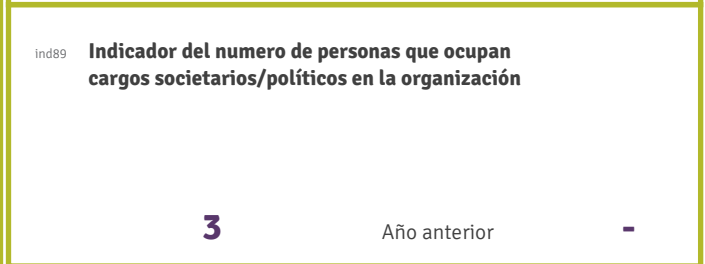 ind89 Indicador del numero de personas que ocupan
cargos societarios/políticos en la organización
3 Año anterior -